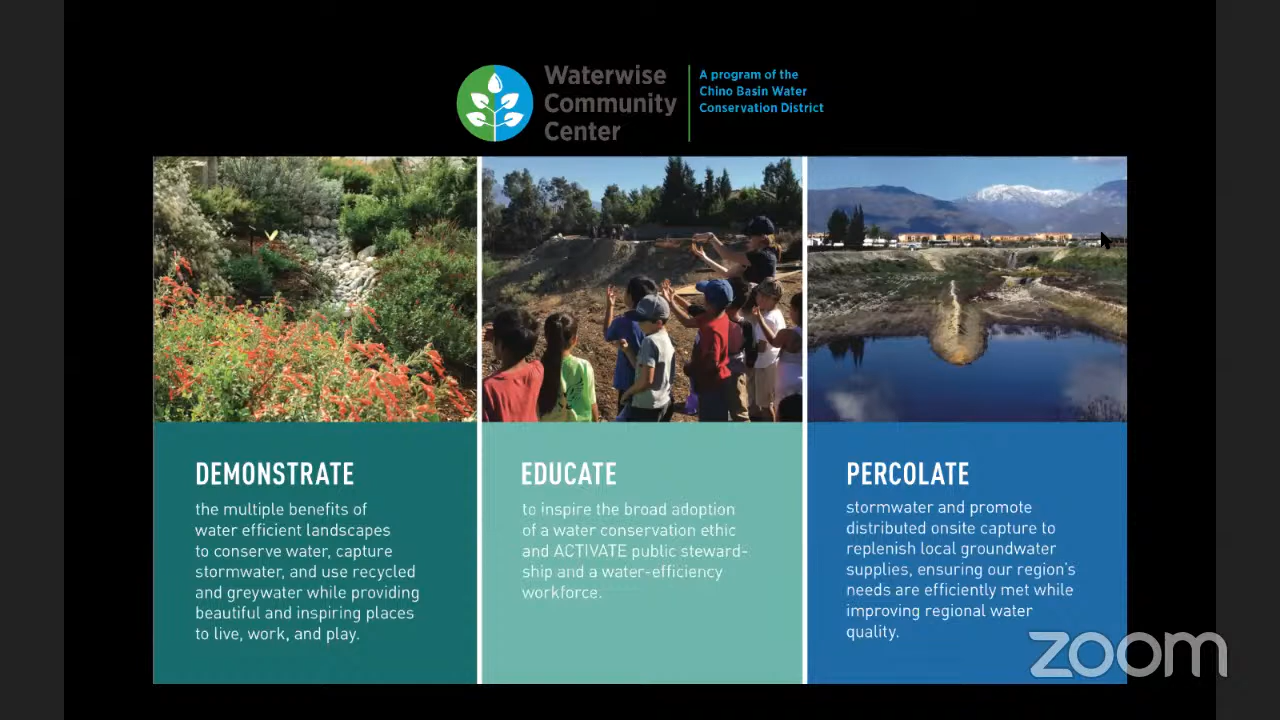 Waterwise
Community
Center
A program of the
Chino Basin Water
Conservation District
DEMONSTRATE
the multiple benefits of
water efficient landscapes
to conserve water, capture
stormwater, and use recycled
and greywater while providing
beautiful and inspiring places
to live, work, and play.
EDUCATE
to inspire the broad adoption
of a water conservation ethic
and ACTIVATE public steward-
ship and a water-efficiency
workforce.
PERCOLATE
stormwater and promote
distributed onsite capture to
replenish local groundwater
supplies, ensuring our region's
needs are efficiently met while
improving regional water
quality.
zoom